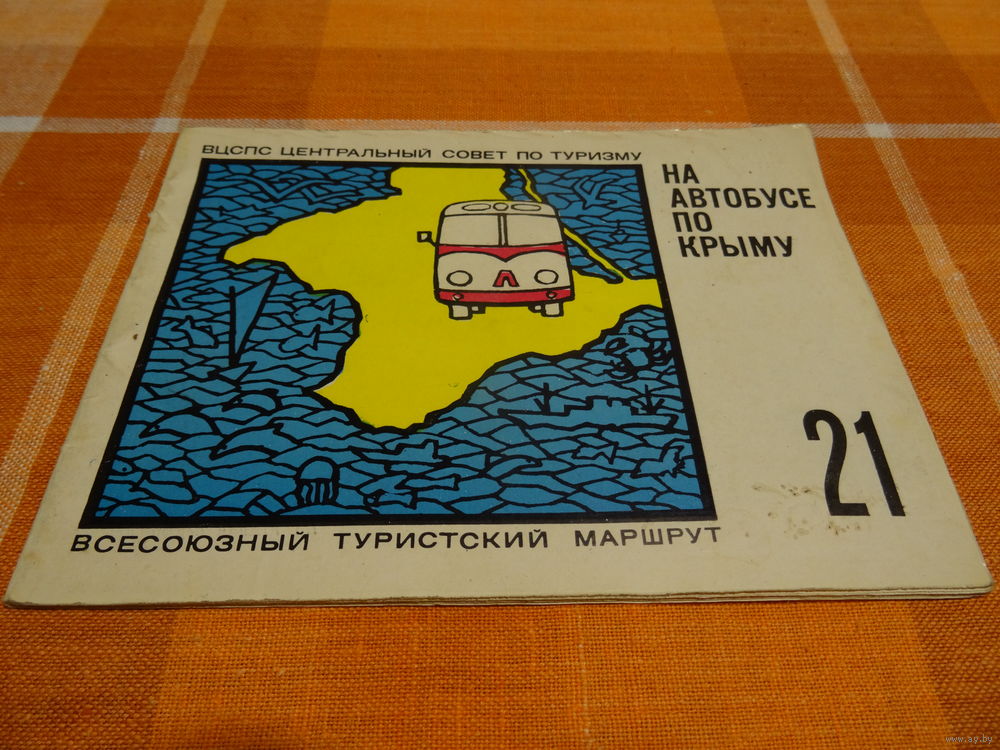 ВЦСПС ЦЕНТРАЛЬНЫЙ СОВЕТ ПО ТУРИЗМУ
НА
АВТОБУСЕ
ПО
КРЫМУ
Л
21
ВСЕСОЮЗНЫЙ ТУРИСТСКИЙ МАРШРУТ
www.ay.by